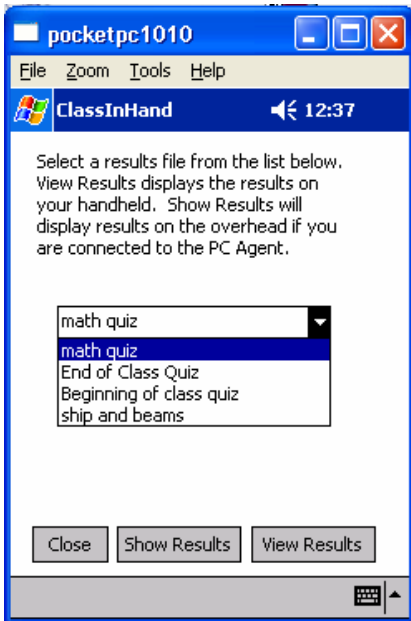 pocketpc1010
File Zoom Tools Help
ClassInHand 12:37
Select a results file from the list below.
View Results displays the results on
your handheld. Show Results will
display results on the overhead if you
are connected to the PC Agent.
math quiz
math quiz
End of Class Quiz
Beginning of class quiz
ship and beams
Close Show Results View Results